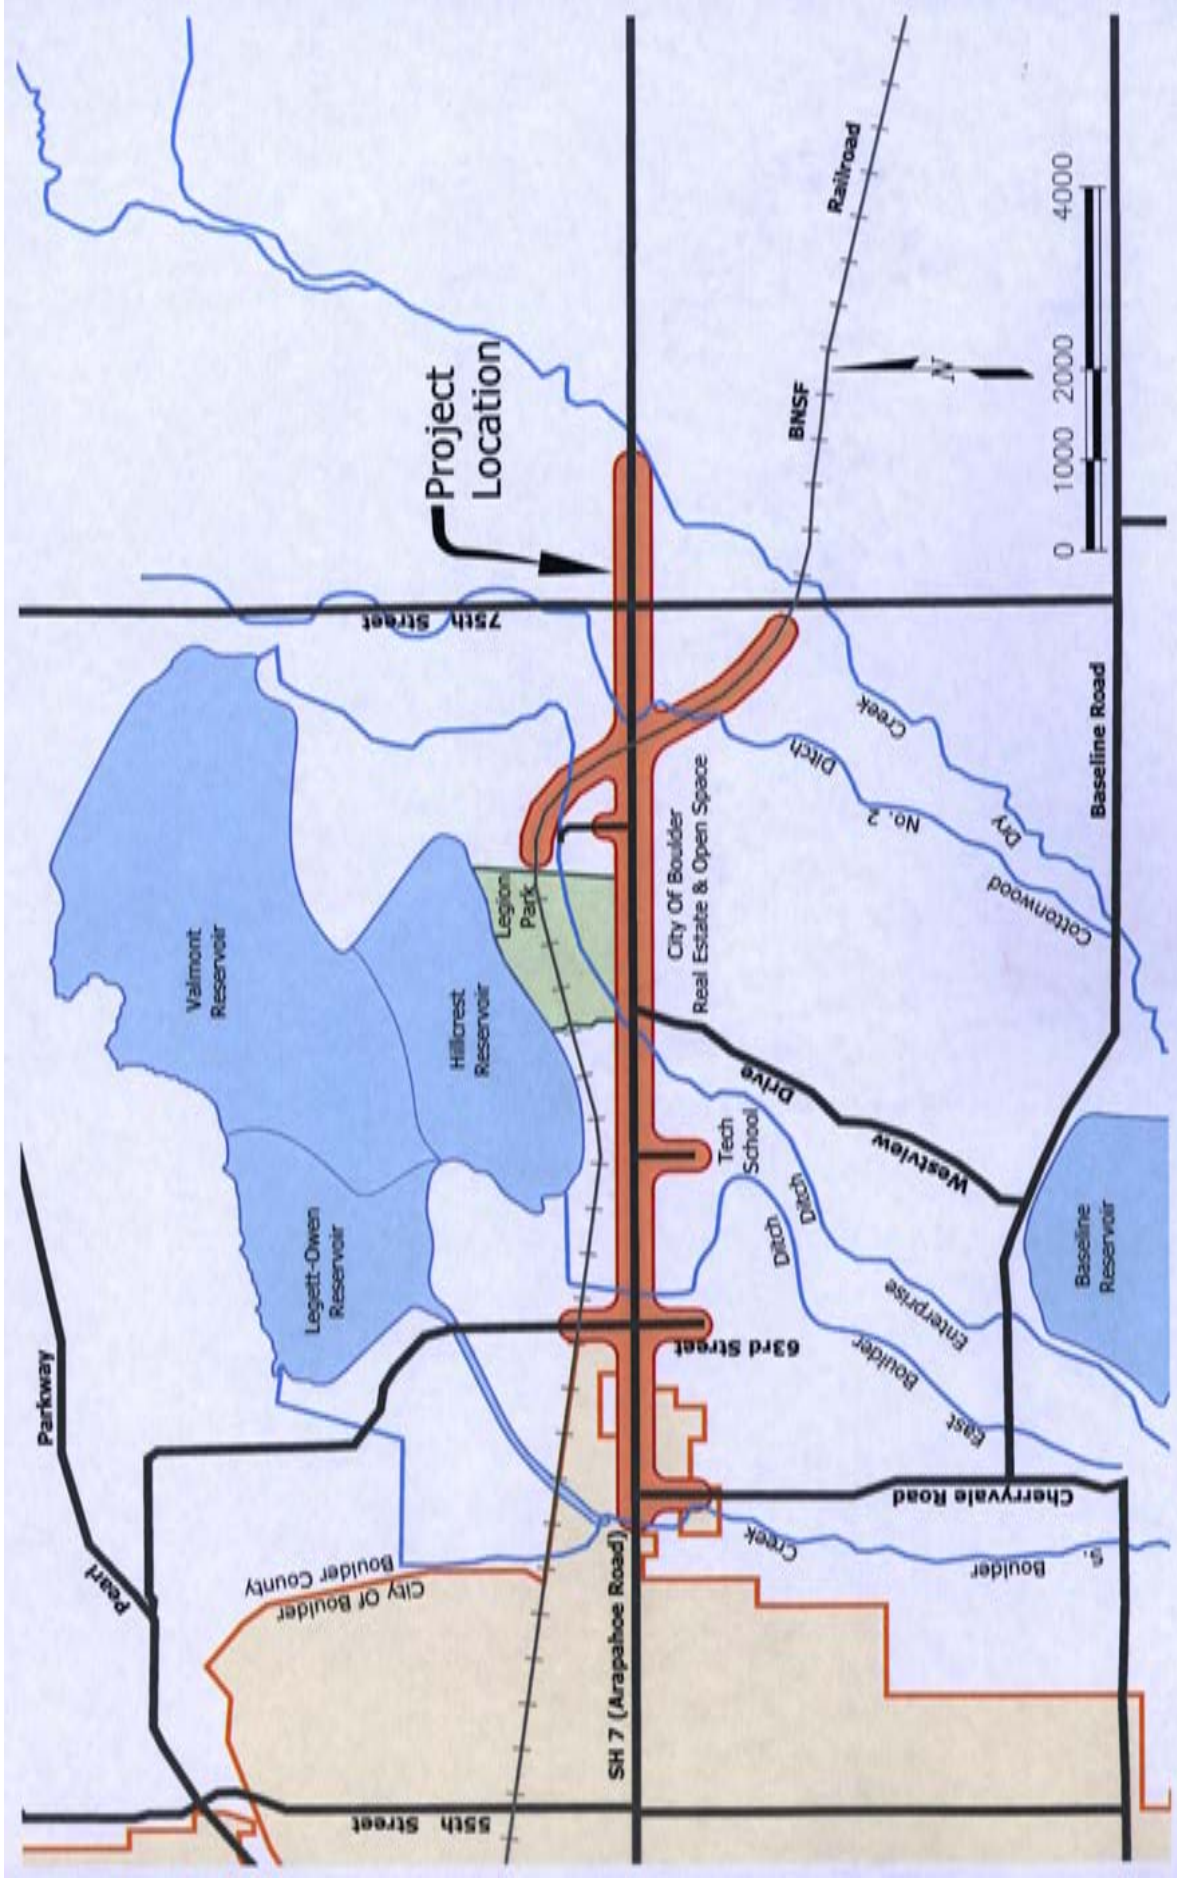 Parkway
Pearl
Valmont
Reservoir
Legett-Owen
Reservoir
Hillcrest
Reservoir
Legion
Park
75th Street
Project
Location
Boulder County
City Of Boulder
55th Street
SH 7 (Arapahoe Road)
63rd Street
Tech
School
City Of Boulder
Real Estate & Open Space
BNSF Railroad
Westview Drive
Cherryvale Road
Baseline Road
Baseline
Reservoir
S. Boulder Creek
East Boulder Ditch
Enterprise Ditch
Cottonwood No. 2 Ditch
Dry Creek
N
0 1000 2000 4000